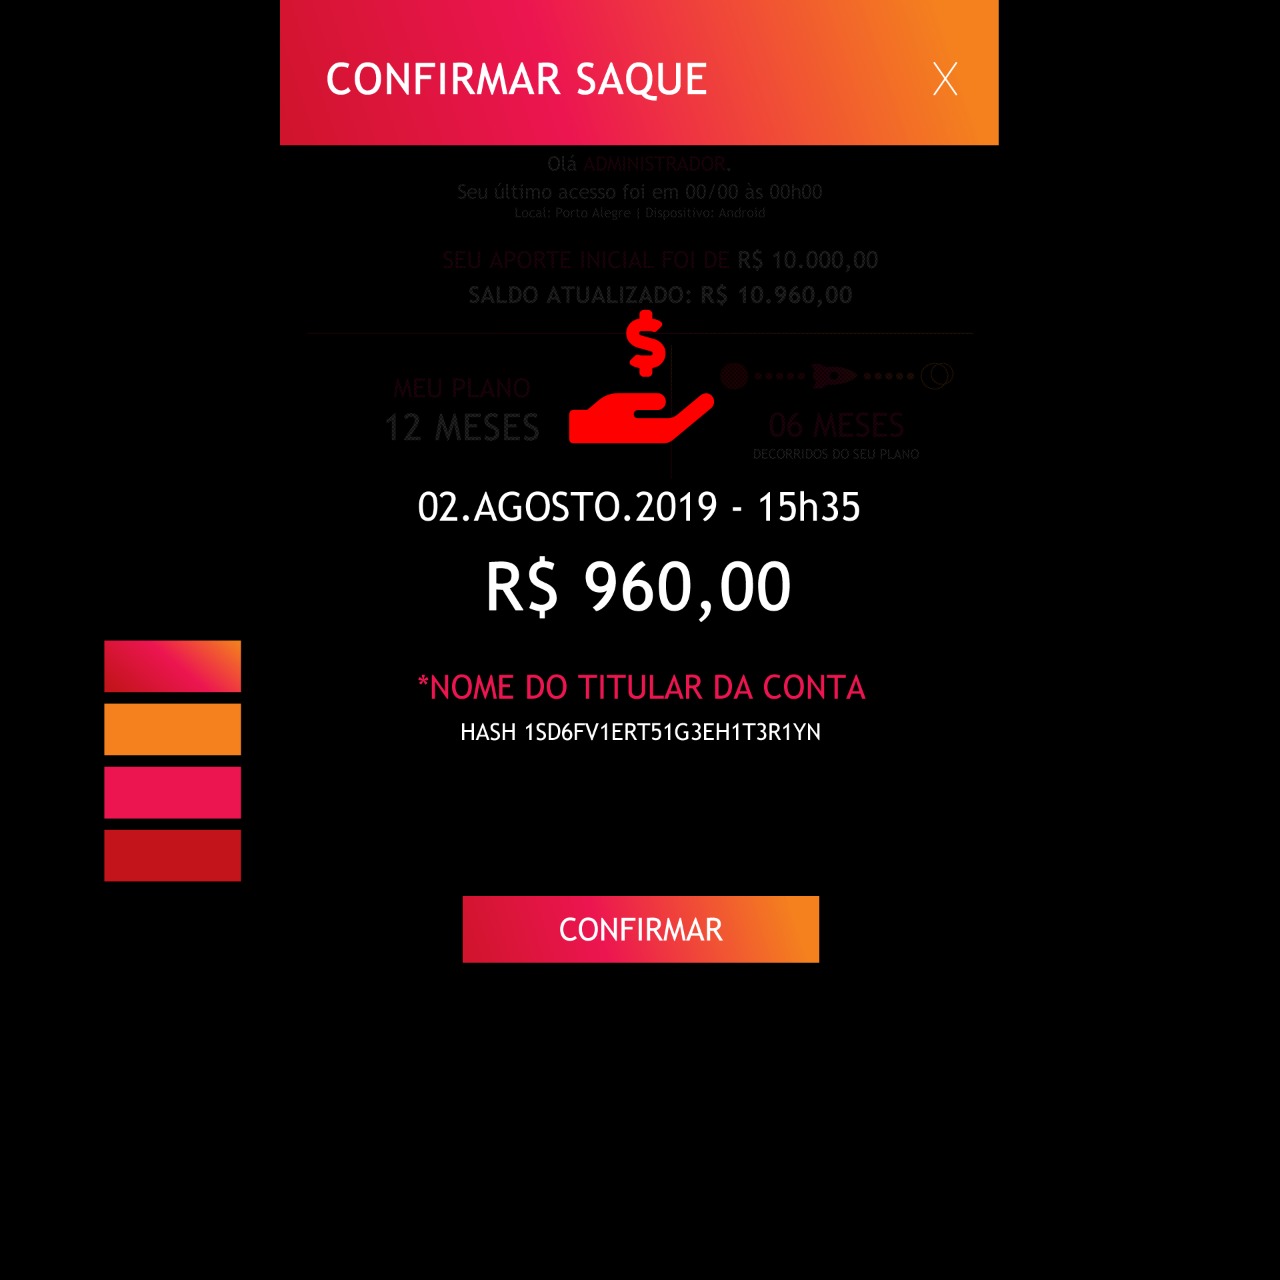 CONFIRMAR SAQUE X
Olá ADMINISTRADOR.
Seu último acesso foi em 00/00 às 00h00
Local: Porto Alegre | Dispositivo: Android
SEU APORTE INICIAL FOI DE R$ 10.000,00
SALDO ATUALIZADO: R$ 10.960,00
$
MEU PLANO
12 MESES
06 MESES
DECORRIDOS DO SEU PLANO
02.AGOSTO.2019 - 15h35
R$ 960,00
*NOME DO TITULAR DA CONTA
HASH 1SD6FV1ERT51G3EH1T3R1YN
CONFIRMAR